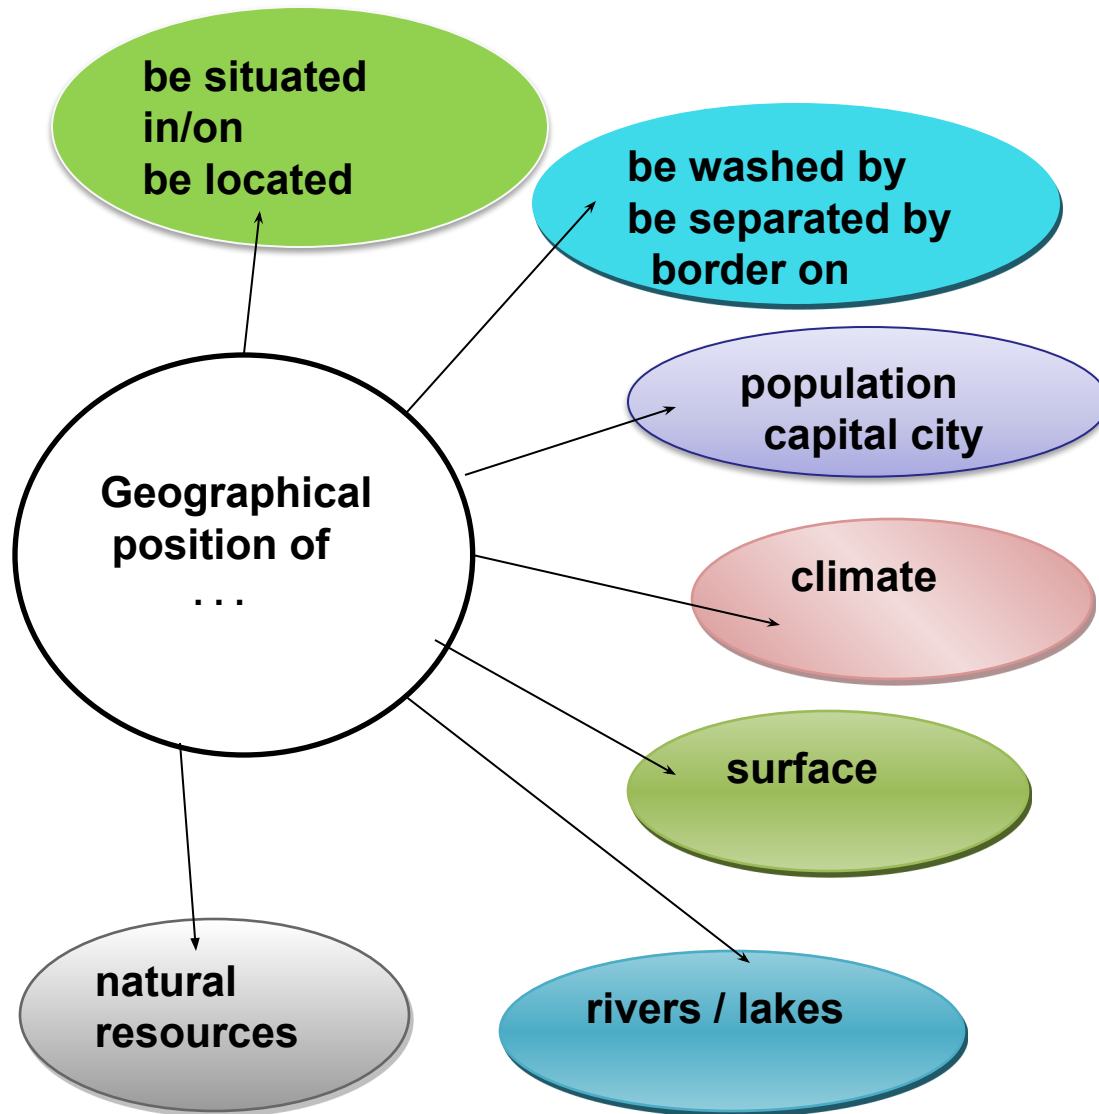 be situated
in/on
be located
be washed by
be separated by
border on
population
capital city
Geographical
position of
. . .
climate
surface
natural
resources
rivers / lakes